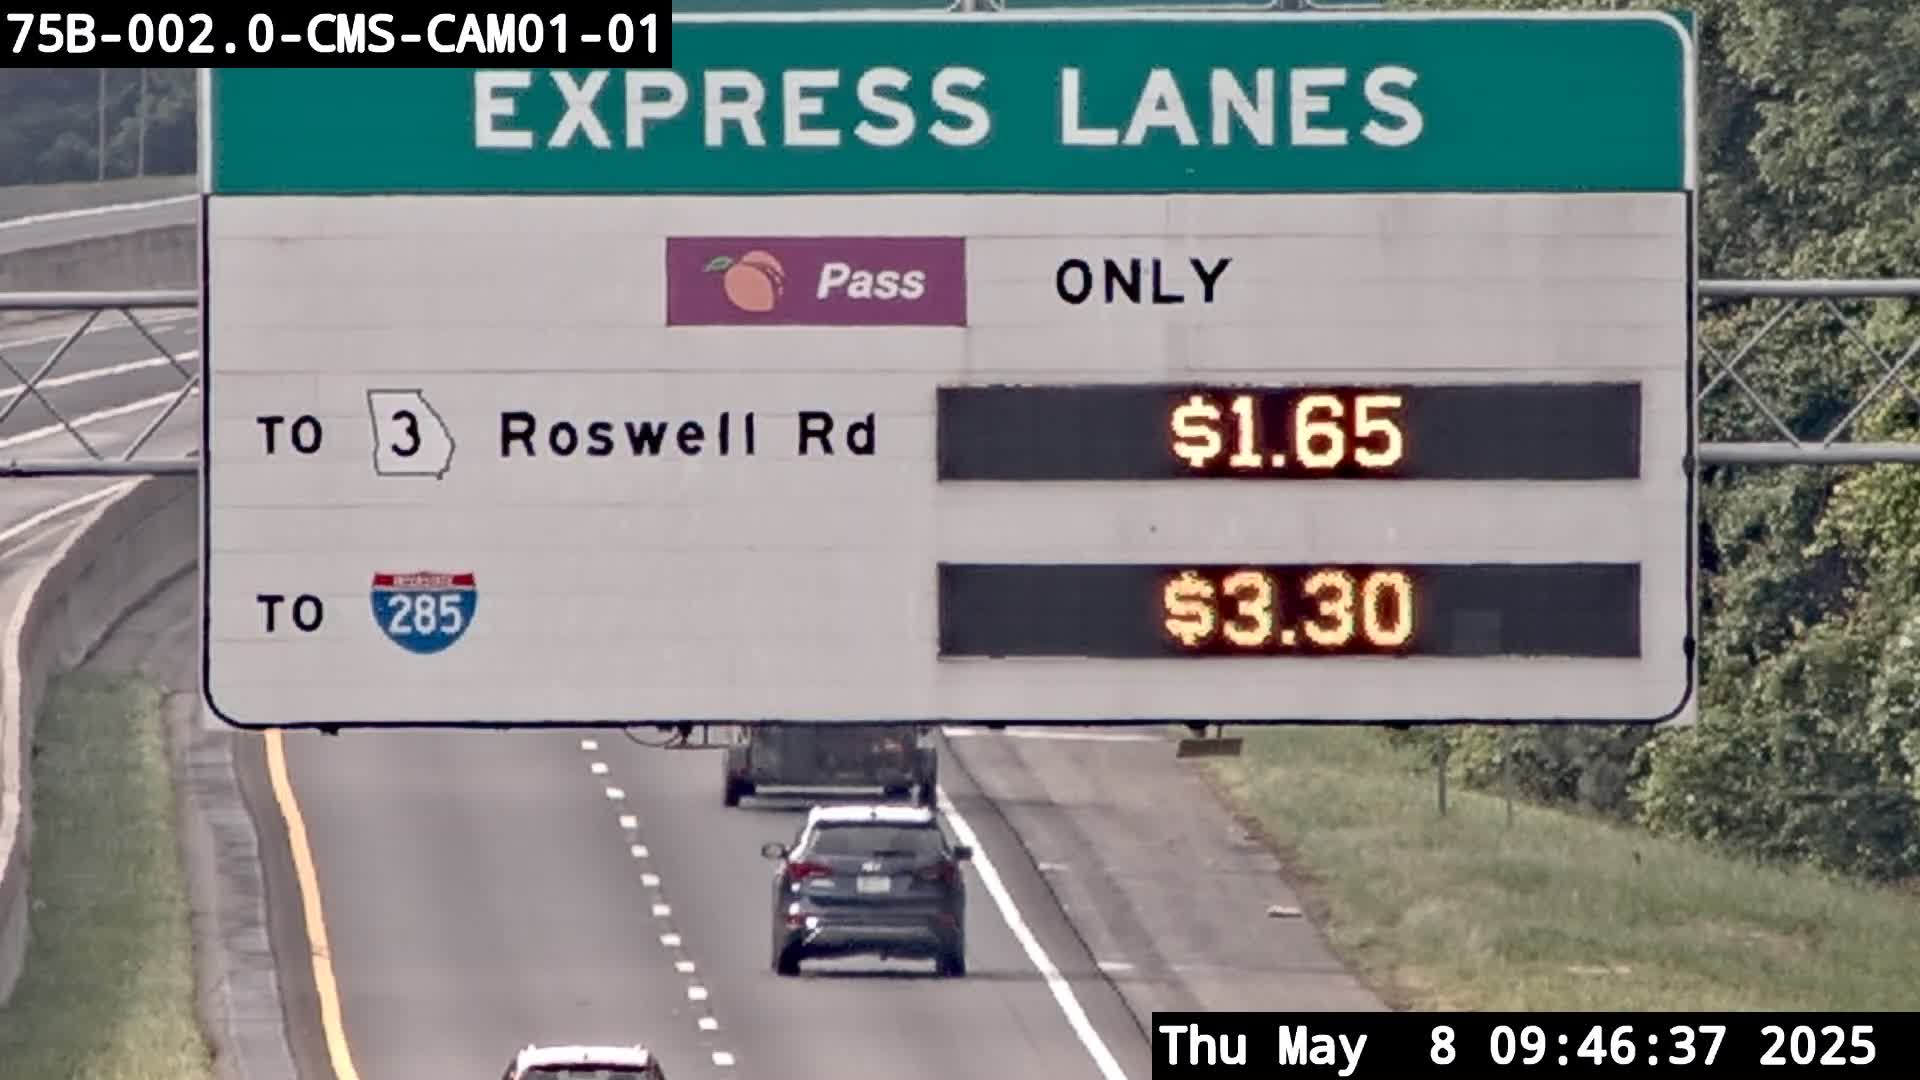 75B-002.0-CMS-CAM01-01
EXPRESS LANES
Pass ONLY
TO 3 Roswell Rd $1.65
TO INTERSTATE 285 $3.30
Thu May 8 09:46:37 2025